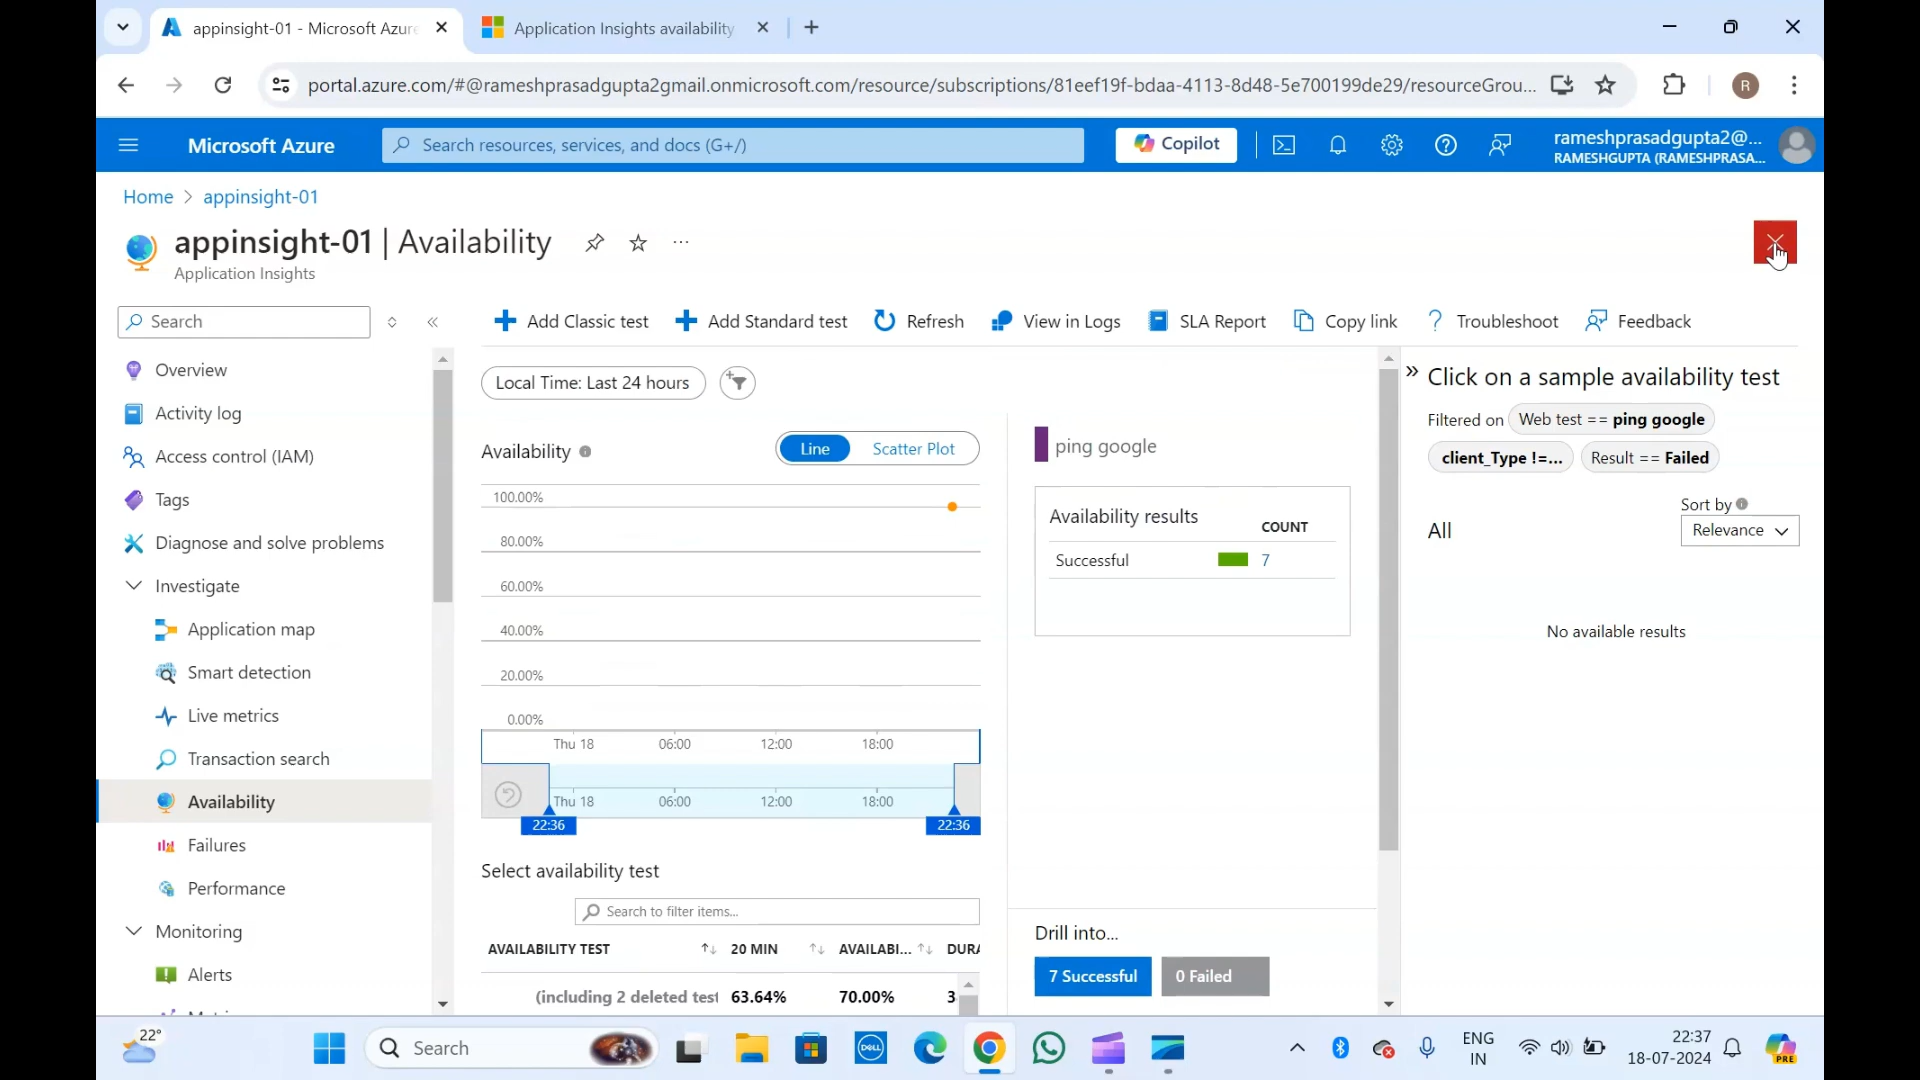 appinsight-01 - Microsoft Azure
Application Insights availability
portal.azure.com/#@rameshprasadgupta2gmail.onmicrosoft.com/resource/subscriptions/81eef19f-bdaa-4113-8d48-5e700199de29/resourceGrou...
R
Microsoft Azure
Search resources, services, and docs (G+/)
Copilot
rameshprasadgupta2@...
RAMESHGUPTA (RAMESHPRASA...
Home > appinsight-01
appinsight-01 | Availability
Application Insights
Search
Add Classic test
Add Standard test
Refresh
View in Logs
SLA Report
Copy link
Troubleshoot
Feedback
Overview
Activity log
Access control (IAM)
Tags
Diagnose and solve problems
Investigate
Application map
Smart detection
Live metrics
Transaction search
Availability
Failures
Performance
Monitoring
Alerts
Local Time: Last 24 hours
Availability
Line
Scatter Plot
100.00%
80.00%
60.00%
40.00%
20.00%
0.00%
Thu 18 06:00 12:00 18:00
Thu 18 06:00 12:00 18:00
22:36 22:36
Select availability test
Search to filter items...
AVAILABILITY TEST 20 MIN AVAILABI... DURA
(including 2 deleted test 63.64% 70.00% 3
ping google
Availability results COUNT
Successful 7
Drill into...
7 Successful
0 Failed
Click on a sample availability test
Filtered on Web test == ping google
client_Type !=... Result == Failed
Sort by
All
Relevance
No available results
22°
Search
DELL
ENG
IN
22:37
18-07-2024
PRE